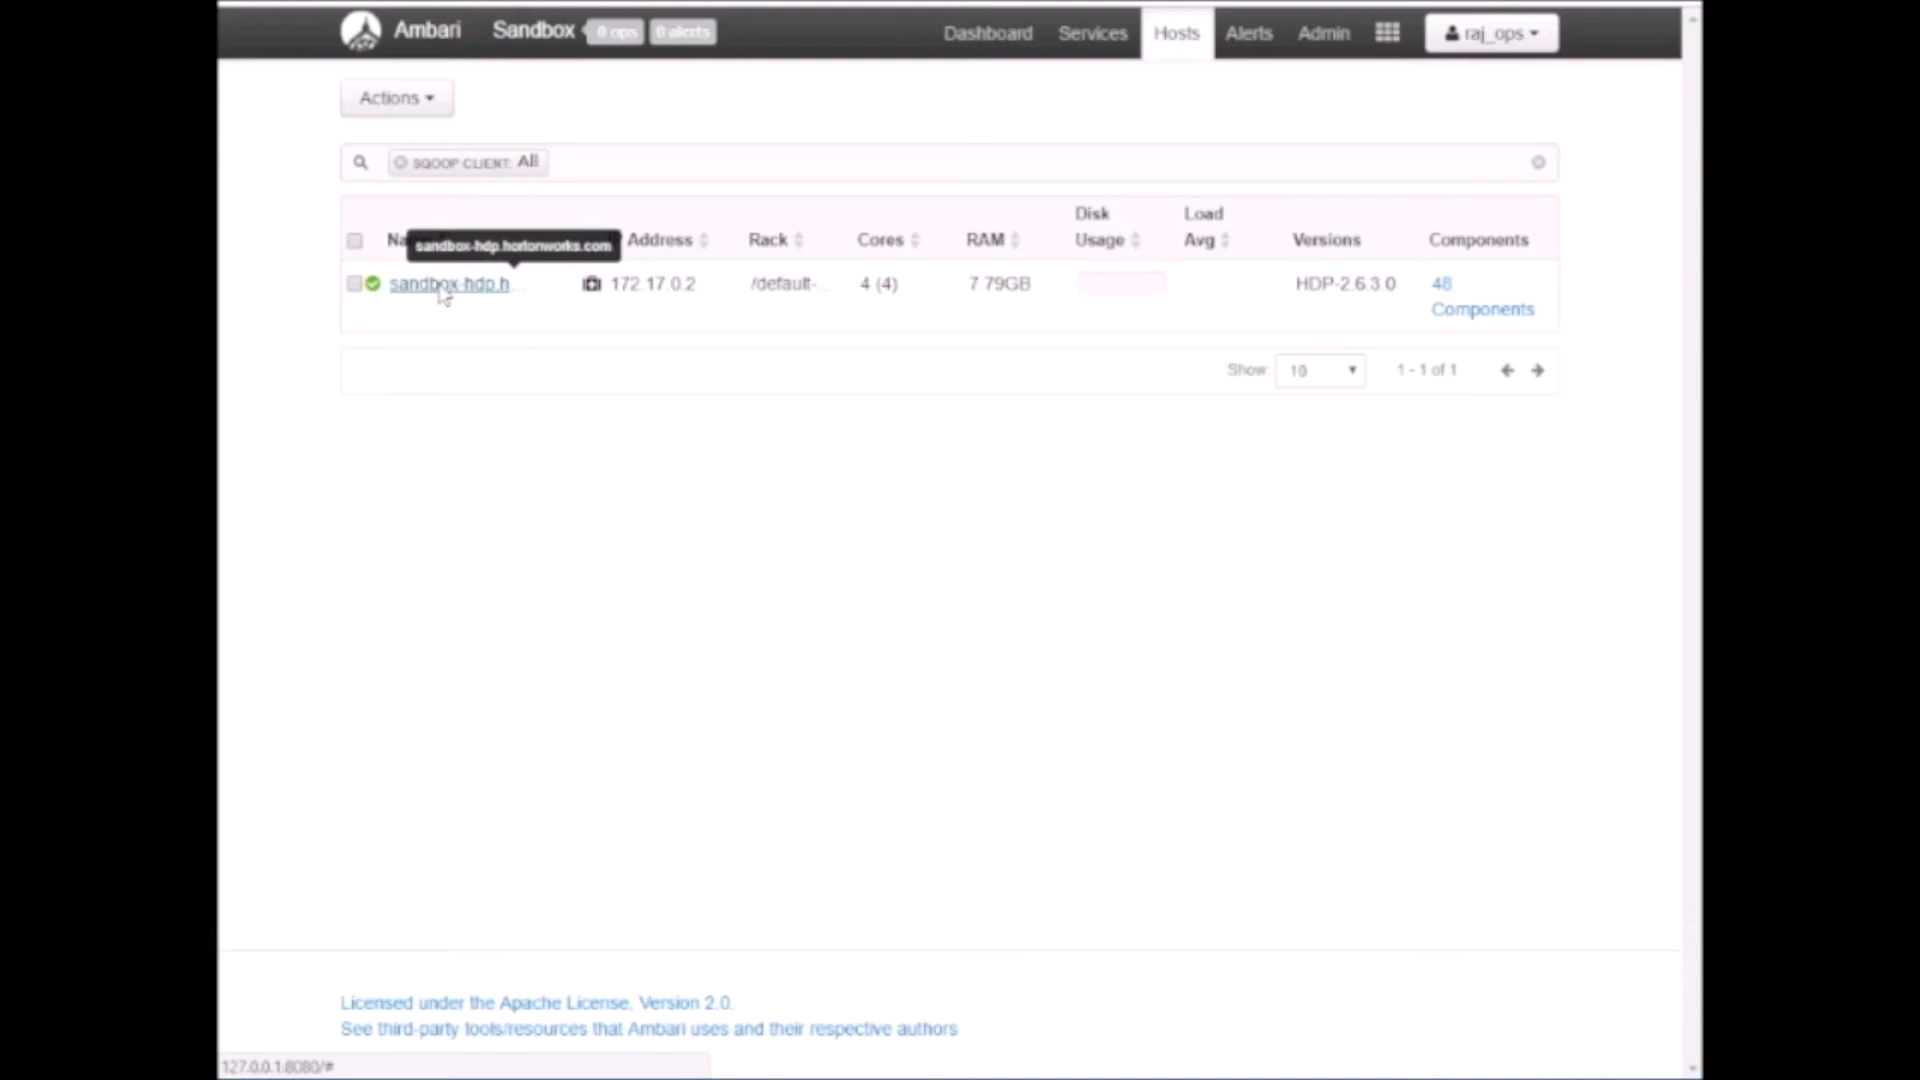 Ambari Sandbox 0 ops 0 alerts Dashboard Services Hosts Alerts Admin raj_ops
Actions
SQOOP CLIENT: All
Disk Load
Address Rack Cores RAM Usage Avg Versions Components
sandbox-hdp.hortonworks.com
sandbox-hdp.h... 172.17.0.2 /default-... 4 (4) 7.79GB HDP-2.6.3.0 48
Components
Show: 10 1 - 1 of 1
Licensed under the Apache License, Version 2.0.
See third-party tools/resources that Ambari uses and their respective authors
127.0.0.1:8080/#